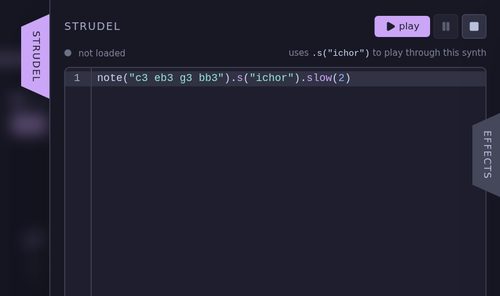 STRUDEL
STRUDEL
play
not loaded
uses .s("ichor") to play through this synth
1 note("c3 eb3 g3 bb3").s("ichor").slow(2)
EFFECTS